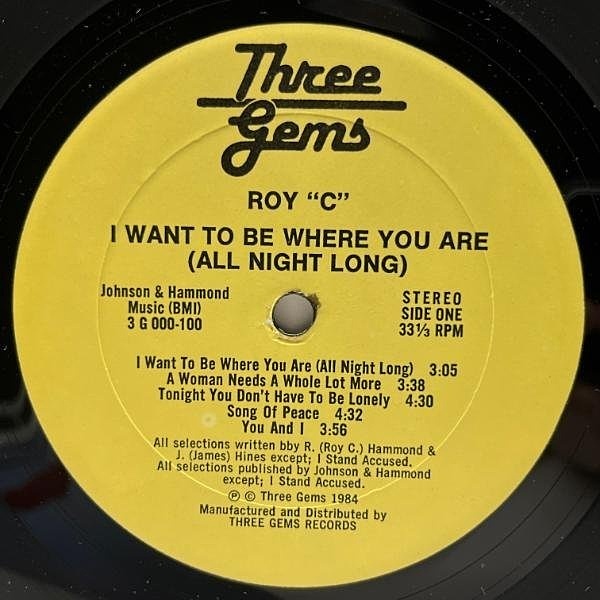 Three
Gems
ROY "C"
I WANT TO BE WHERE YOU ARE
(ALL NIGHT LONG)
Johnson & Hammond
Music (BMI)
3 G 000-100
STEREO
SIDE ONE
33⅓ RPM
I Want To Be Where You Are (All Night Long) 3:05
A Woman Needs A Whole Lot More 3:38
Tonight You Don't Have To Be Lonely 4:30
Song Of Peace 4:32
You And I 3:56
All selections written bby R. (Roy C.) Hammond &
J. (James) Hines except; I Stand Accused.
All selections published by Johnson & Hammond
except; I Stand Accused.
℗ © Three Gems 1984
Manufactured and Distributed by
THREE GEMS RECORDS